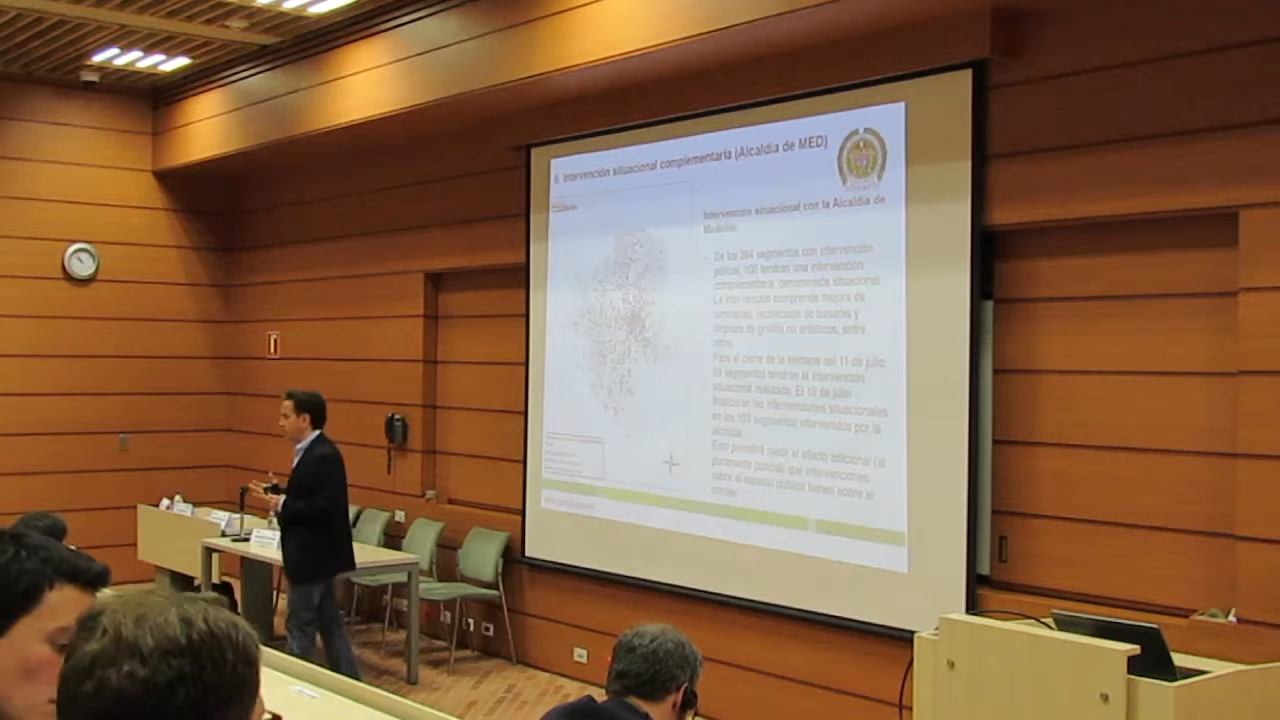 6. Intervención situacional complementaria (Alcaldía de MED)
Intervención situacional con la Alcaldía de
Medellín:
De los 384 segmentos con intervención
policial, 100 tendrán una intervención
complementaria, denominada situacional.
La intervención comprende mejora de
luminarias, recolección de basuras y
limpieza de grafitis no artísticos, entre
otros.
Para el cierre de la semana del 11 de julio,
segmentos tendrán la intervención
situacional realizada. El 19 de julio
finalizarán las intervenciones situacionales
en los 100 segmentos intervenidos por la
alcaldía.
Esto permitirá medir el efecto adicional (al
puramente policial) que intervenciones
sobre el espacio público tienen sobre el
crimen.